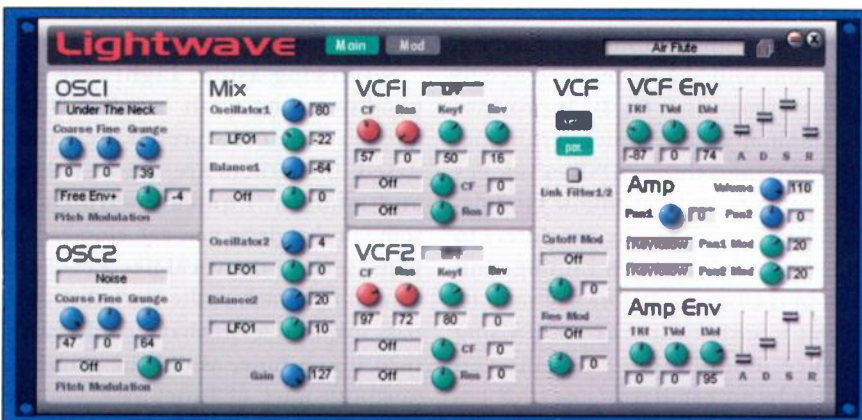 Lightwave Main Mod Air Flute
OSC1
Under The Neck
Coarse Fine Grunge
0 0 39
Free Env+ -4
Pitch Modulation
OSC2
Noise
Coarse Fine Grunge
47 0 64
Off 0
Pitch Modulation
Mix
Oscillator1 80
LFO1 -22
Balance1 -64
Off 0
Oscillator2 4
LFO1 0
Balance2 20
LFO1 10
Gain 127
VCF1
CF Res Keyf Env
57 0 50 16
Off CF 0
Off Res 0
VCF2
CF Res Keyf Env
97 72 80 0
Off CF 0
Off Res 0
VCF
par.
Link Filter1/2
Cutoff Mod
Off
0
Res Mod
Off
0
VCF Env
TKf TVel LVel
-87 0 74 A D S R
Amp Volume 110
Pan1 0 Pan2 0
Pan1 Mod 20
Pan2 Mod 20
Amp Env
TKf TVel LVel
0 0 95 A D S R